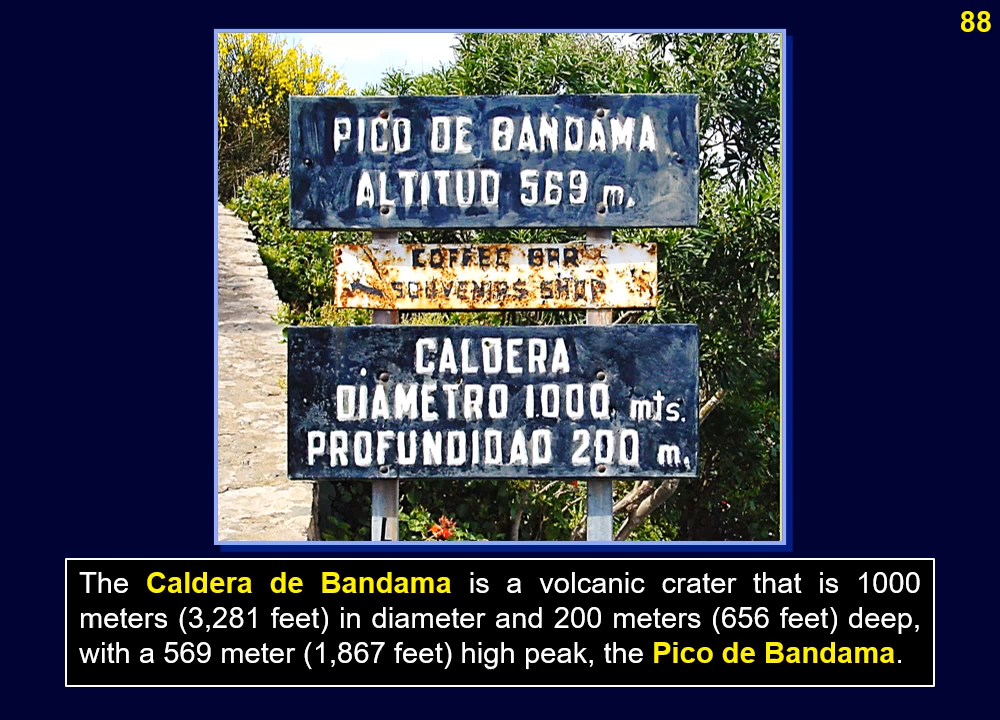 88
PICO DE BANDAMA
ALTITUD 569 m.
COFFEE BAR
SOUVENIRS SHOP
CALDERA
DIAMETRO 1.000 mts.
PROFUNDIDAD 200 m.
The Caldera de Bandama is a volcanic crater that is 1000
meters (3,281 feet) in diameter and 200 meters (656 feet) deep,
with a 569 meter (1,867 feet) high peak, the Pico de Bandama.